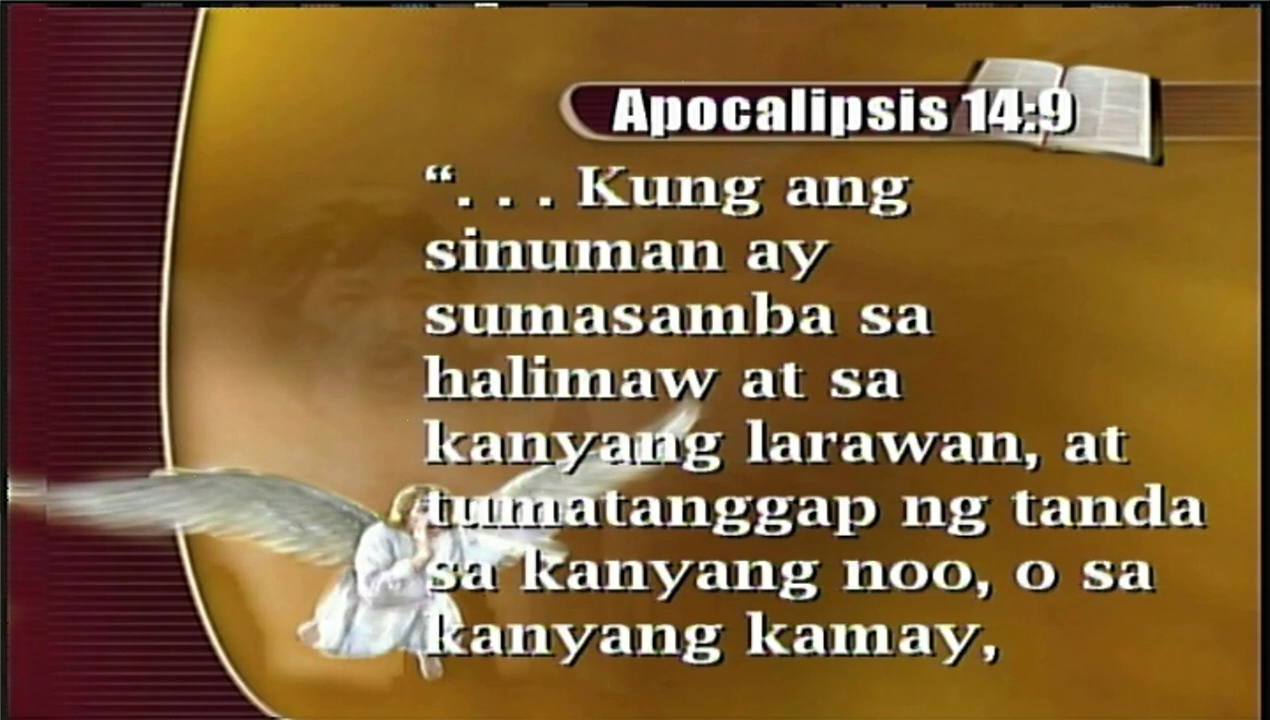 Apocalipsis 14:9
“. . . Kung ang
sinuman ay
sumasamba sa
halimaw at sa
kanyang larawan, at
tumatanggap ng tanda
sa kanyang noo, o sa
kanyang kamay,